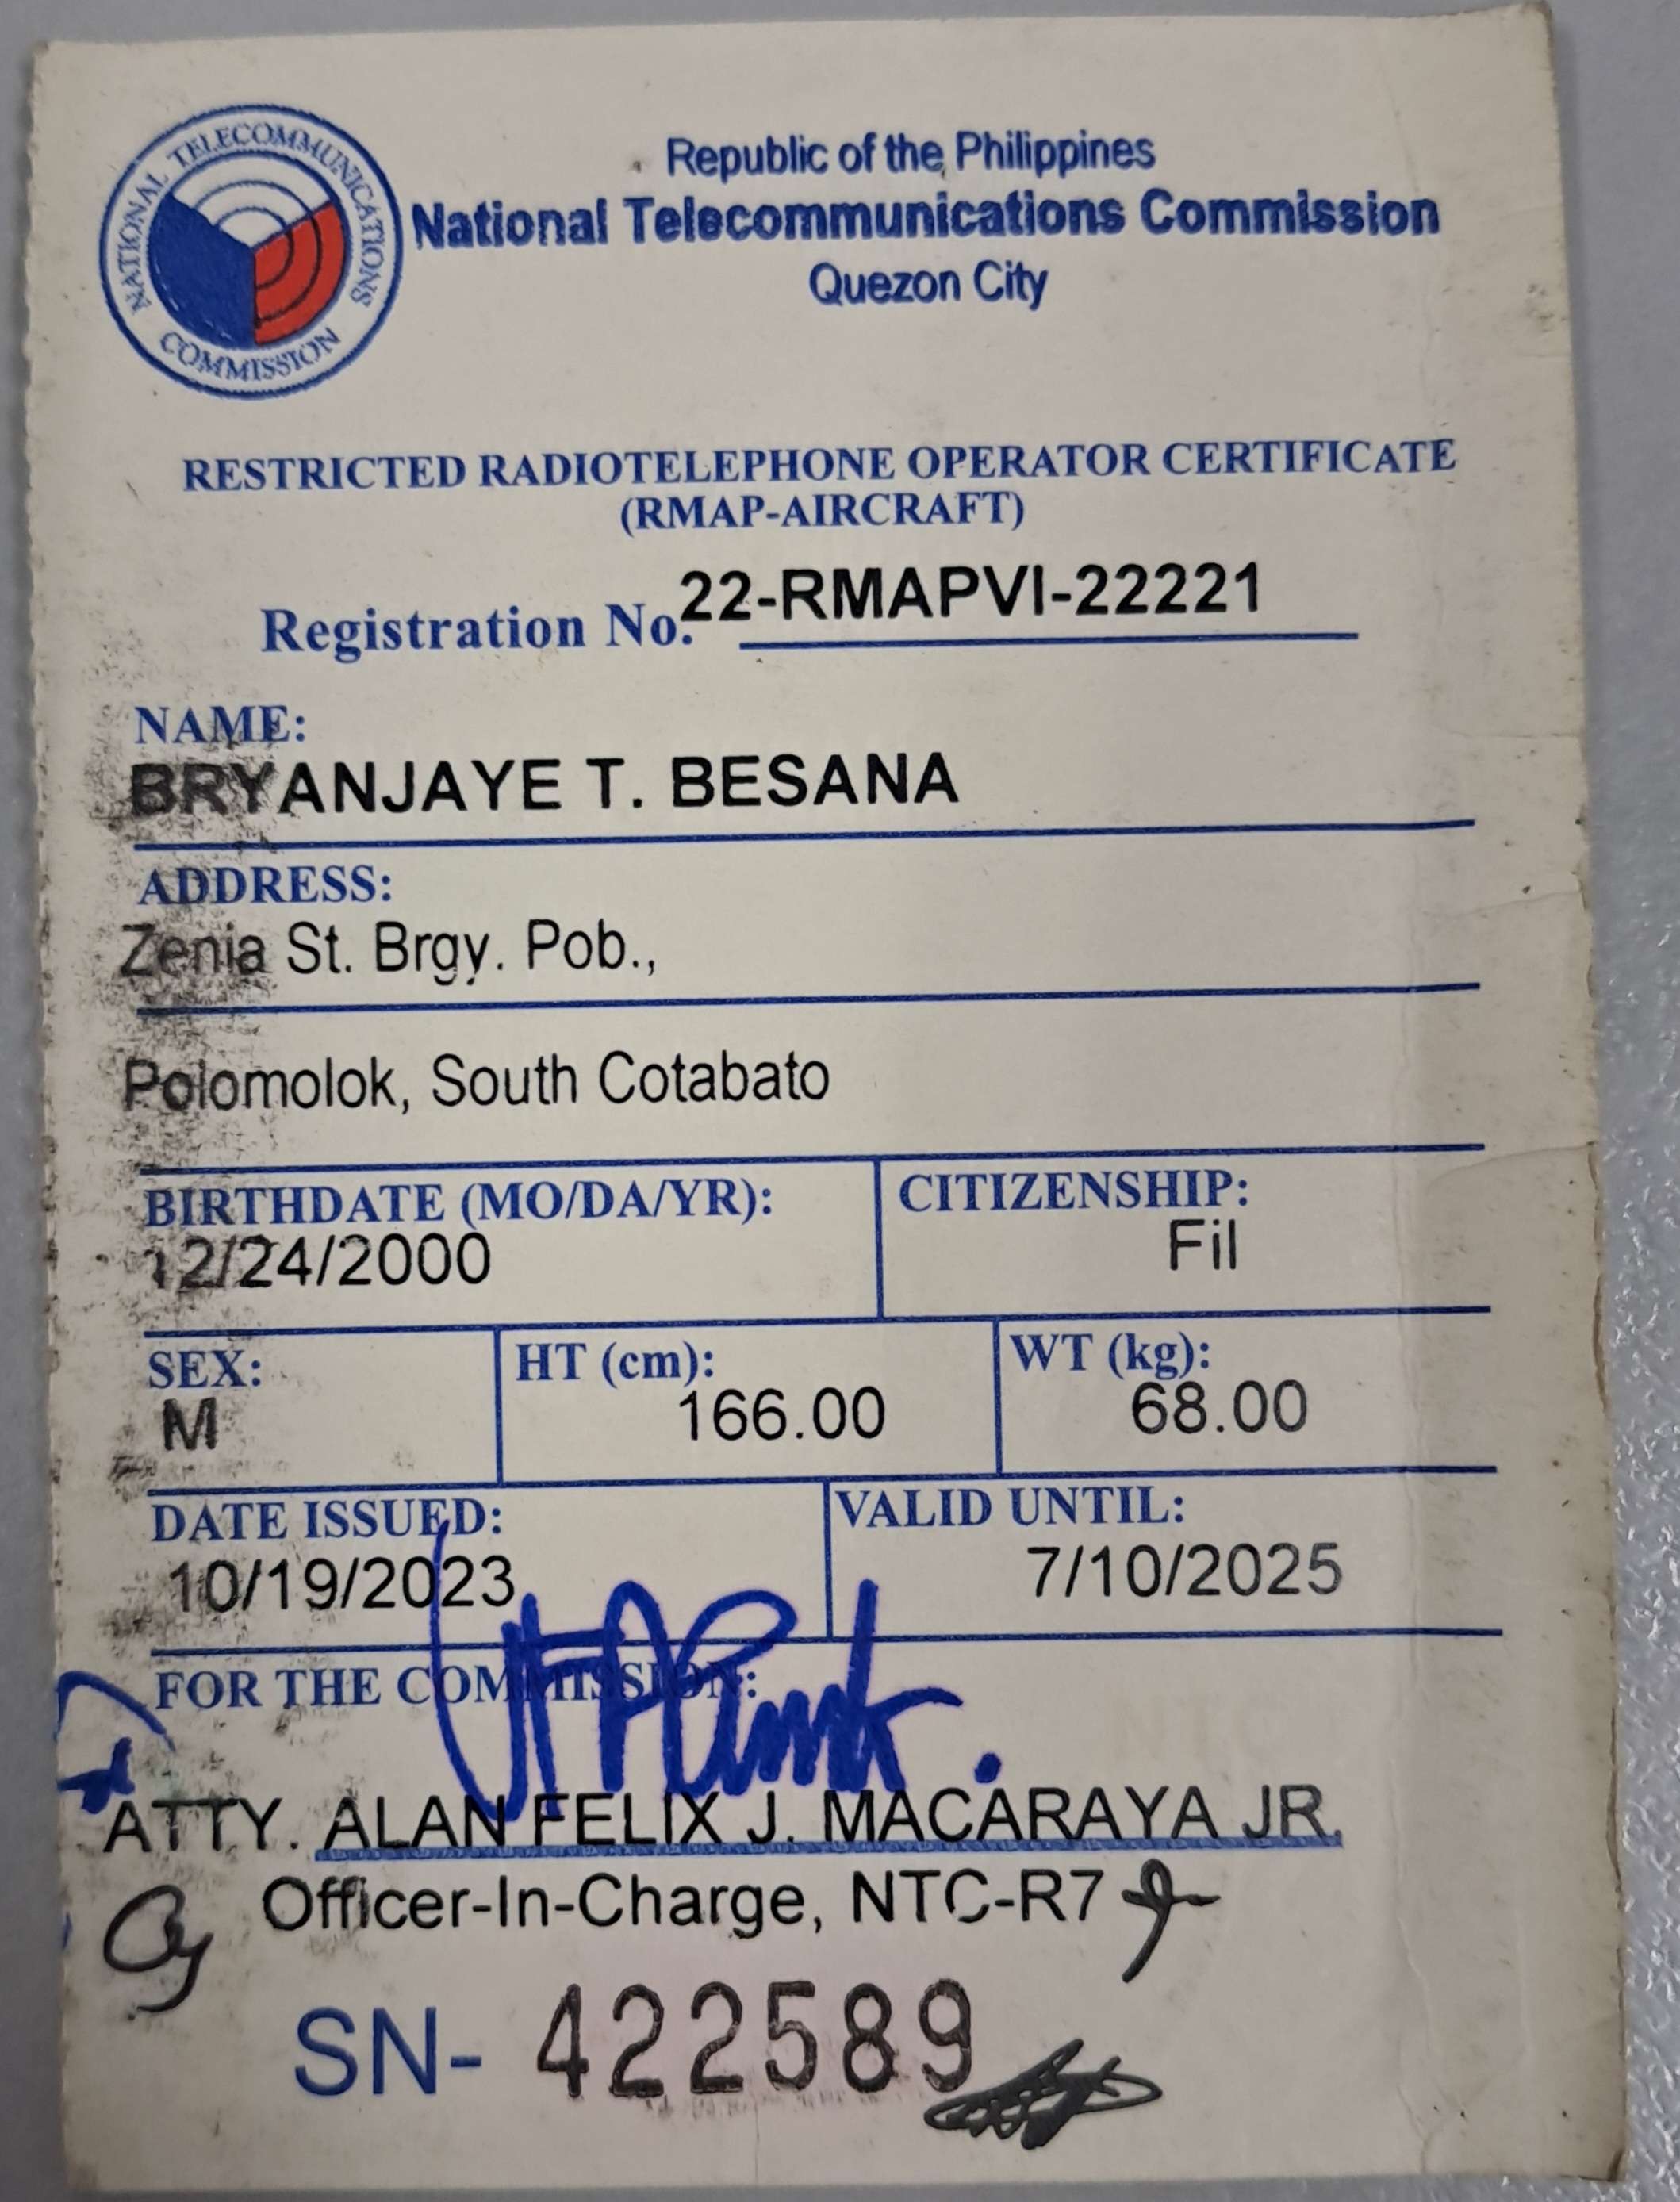 NATIONAL TELECOMMUNICATIONS COMMISSION
Republic of the Philippines
National Telecommunications Commission
Quezon City
RESTRICTED RADIOTELEPHONE OPERATOR CERTIFICATE
(RMAP-AIRCRAFT)
Registration No. 22-RMAPVI-22221
NAME:
BRYANJAYE T. BESANA
ADDRESS:
Zenia St. Brgy. Pob.,
Polomolok, South Cotabato
BIRTHDATE (MO/DA/YR): CITIZENSHIP:
12/24/2000 Fil
SEX: HT (cm): WT (kg):
M 166.00 68.00
DATE ISSUED: VALID UNTIL:
10/19/2023 7/10/2025
FOR THE COMMISSION:
ATTY. ALAN FELIX J. MACARAYA JR.
Officer-In-Charge, NTC-R7
SN- 422589